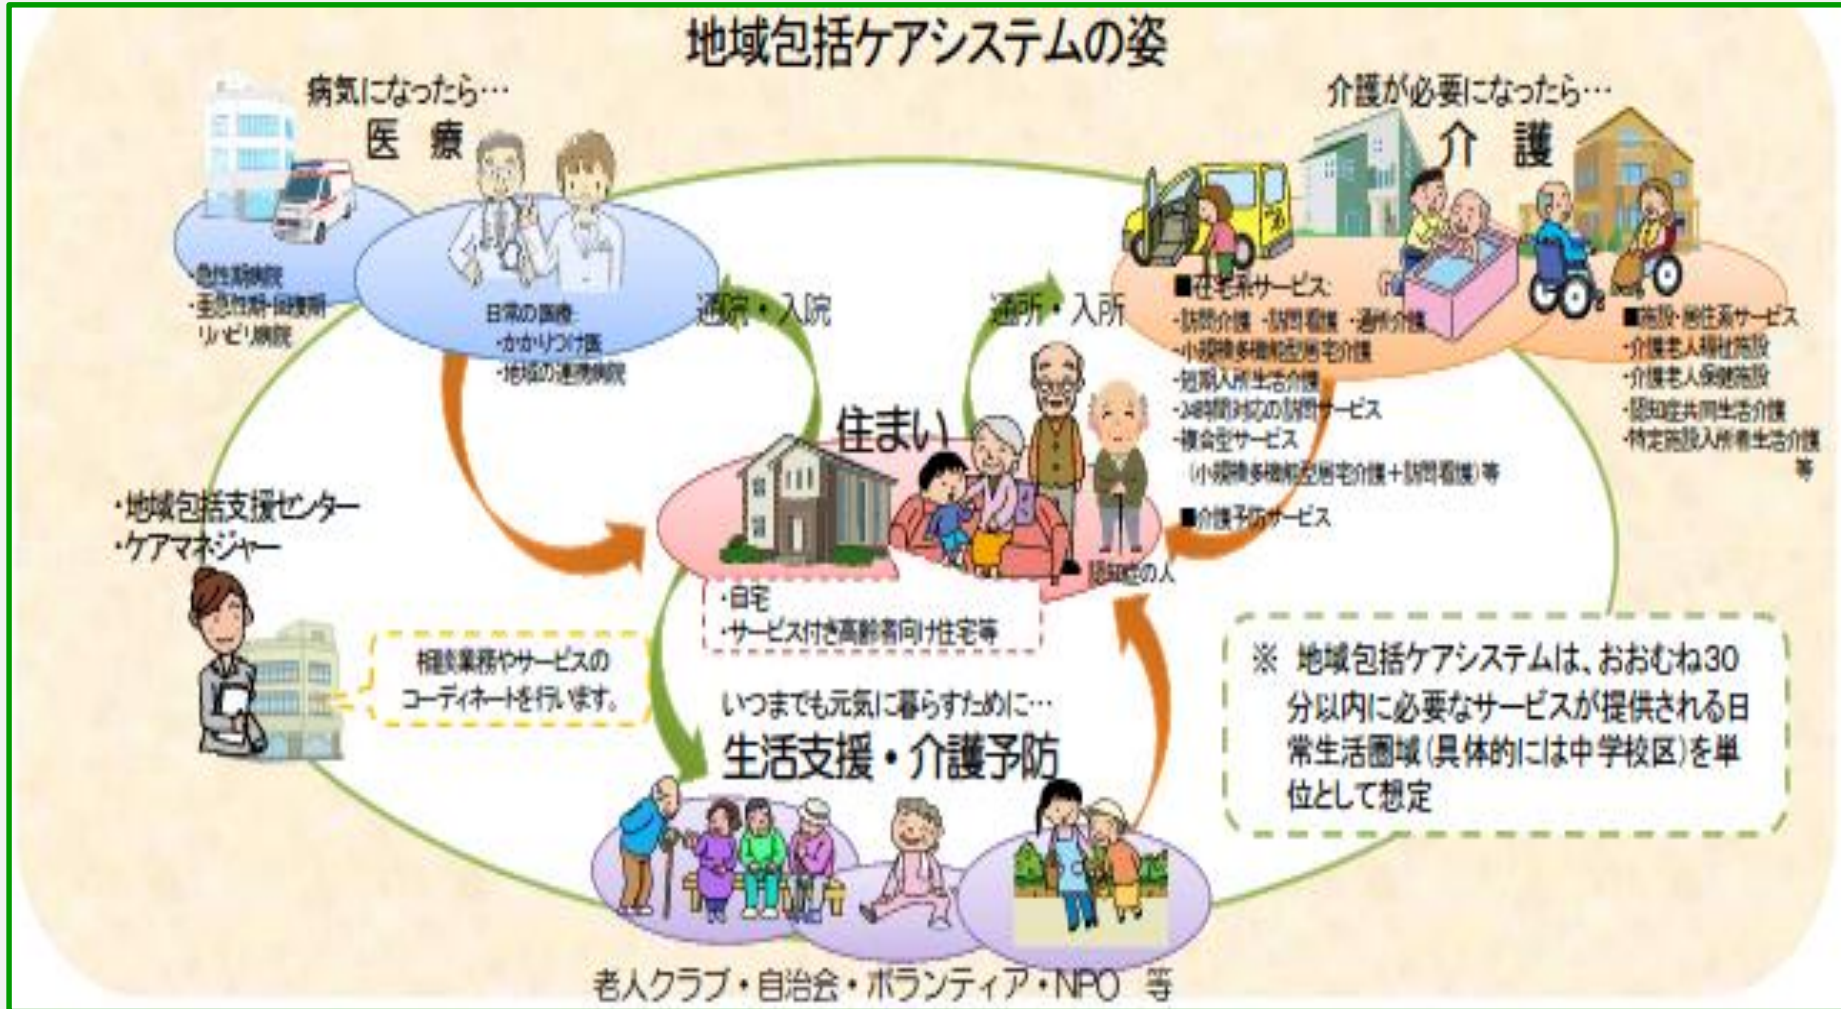 地域包括ケアシステムの姿
病気になったら…
医 療
・急性期病院
・亜急性期・回復期
リハビリ病院
日常の医療:
・かかりつけ医
・地域の連携病院
通院・入院
通所・入所
介護が必要になったら…
介 護
■在宅系サービス:
・訪問介護 ・訪問看護 ・通所介護
・小規模多機能型居宅介護
・短期入所生活介護
・24時間対応の訪問サービス
・複合型サービス
(小規模多機能型居宅介護+訪問看護)等
■介護予防サービス
■施設・居住系サービス
・介護老人福祉施設
・介護老人保健施設
・認知症共同生活介護
・特定施設入所者生活介護
等
住まい
認知症の人
・自宅
・サービス付き高齢者向け住宅等
・地域包括支援センター
・ケアマネジャー
相談業務やサービスの
コーディネートを行います。
いつまでも元気に暮らすために…
生活支援・介護予防
老人クラブ・自治会・ボランティア・NPO 等
※ 地域包括ケアシステムは、おおむね30
分以内に必要なサービスが提供される日
常生活圏域(具体的には中学校区)を単
位として想定